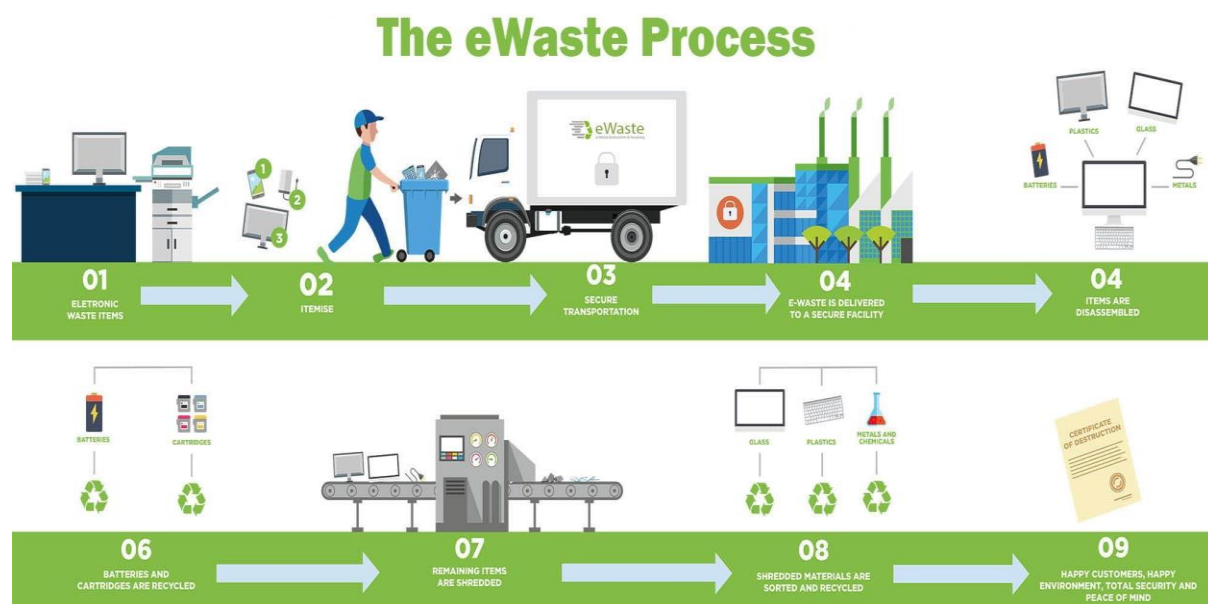 The eWaste Process
eWaste
1
2
3
PLASTICS
GLASS
BATTERIES
METALS
01
ELETRONIC
WASTE ITEMS
02
ITEMISE
03
SECURE
TRANSPORTATION
04
E-WASTE IS DELIVERED
TO A SECURE FACILITY
04
ITEMS ARE
DISASSEMBLED
BATTERIES
CARTRIDGES
GLASS
PLASTICS
METALS AND
CHEMICALS
CERTIFICATE
OF DESTRUCTION
06
BATTERIES AND
CARTRIDGES ARE RECYCLED
07
REMAINING ITEMS
ARE SHREDDED
08
SHREDDED MATERIALS ARE
SORTED AND RECYCLED
09
HAPPY CUSTOMERS, HAPPY
ENVIRONMENT, TOTAL SECURITY AND
PEACE OF MIND